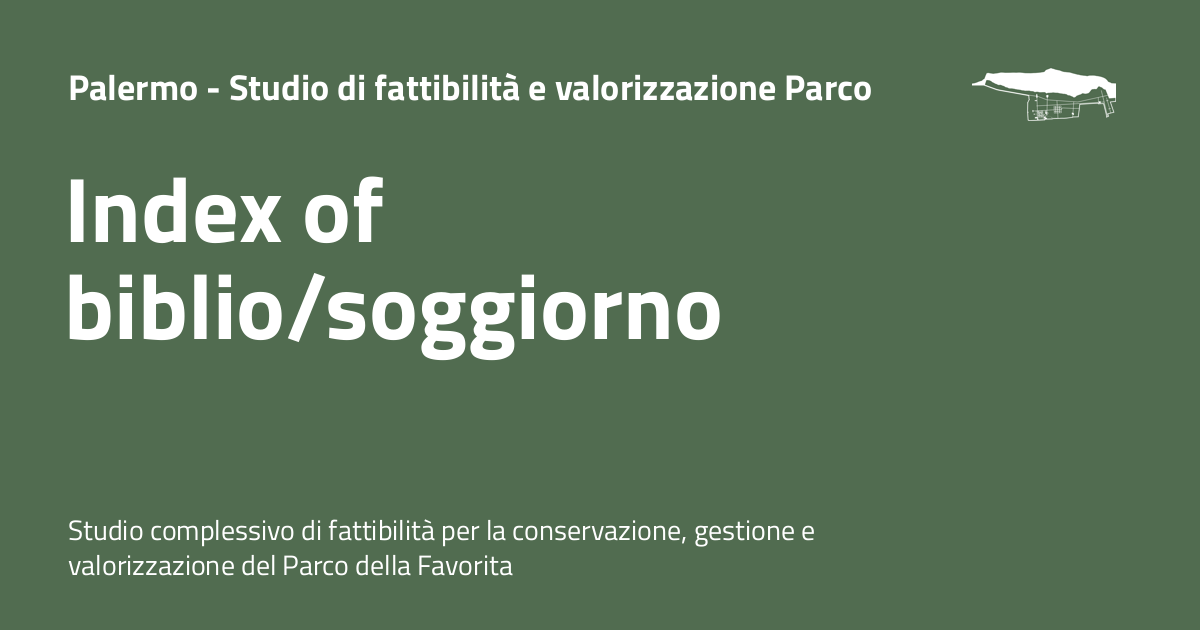 Palermo - Studio di fattibilità e valorizzazione Parco
Index of
biblio/soggiorno
Studio complessivo di fattibilità per la conservazione, gestione e
valorizzazione del Parco della Favorita